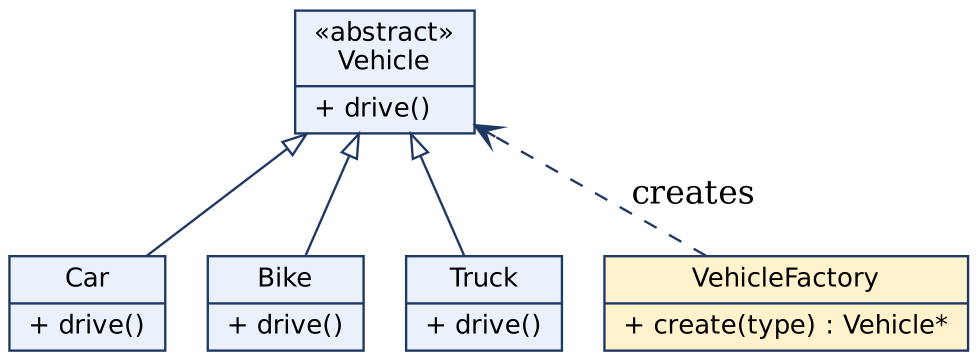 «abstract»
Vehicle
+ drive()
creates
Car
+ drive()
Bike
+ drive()
Truck
+ drive()
VehicleFactory
+ create(type) : Vehicle*